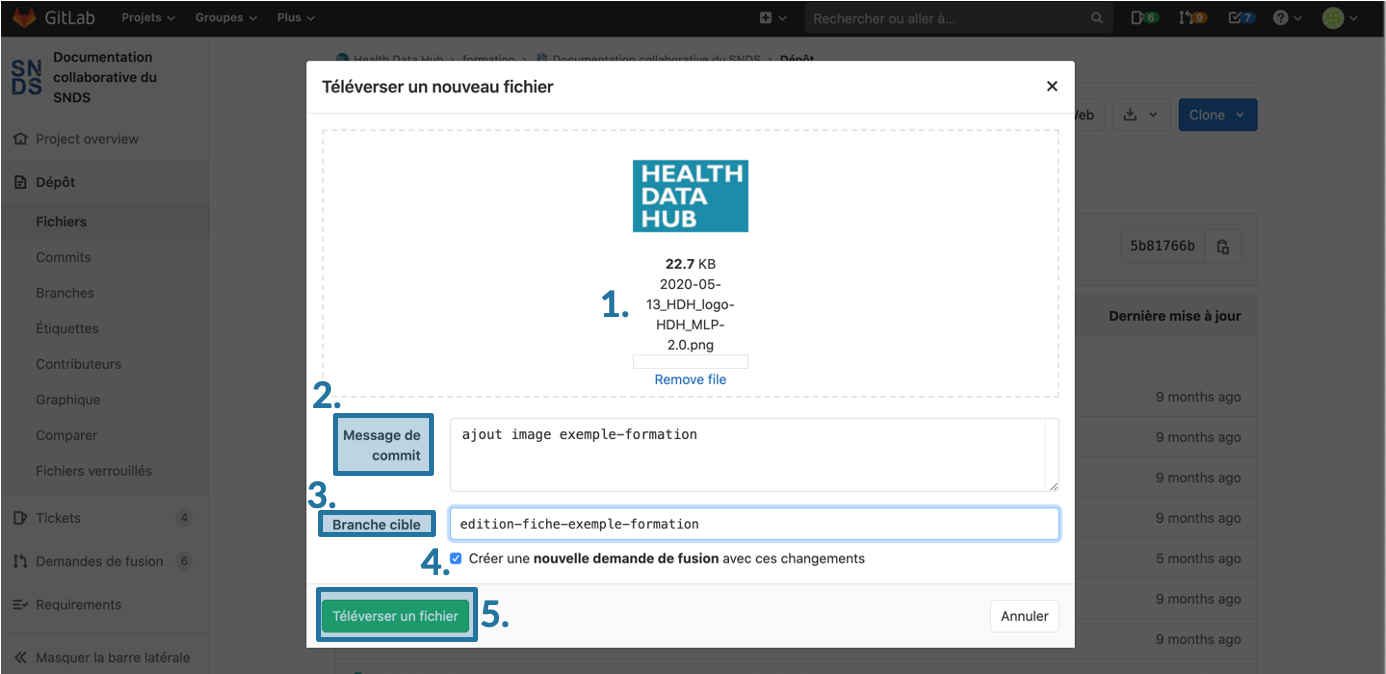 GitLab Projets Groupes Plus Rechercher ou aller à... 6 9 7
SN
DS
Documentation
collaborative du
SNDS
Project overview
Dépôt
Fichiers
Commits
Branches
Étiquettes
Contributeurs
Graphique
Comparer
Fichiers verrouillés
Tickets 4
Demandes de fusion 6
Requirements
Masquer la barre latérale
Health Data Hub > formation > Documentation collaborative du SNDS > Dépôt
Clone
5b81766b
Dernière mise à jour
9 months ago
9 months ago
9 months ago
9 months ago
5 months ago
9 months ago
9 months ago
Téléverser un nouveau fichier ×
HEALTH
DATA
HUB
22.7 KB
2020-05-
13_HDH_logo-
HDH_MLP-
2.0.png
1.
Remove file
2.
Message de
commit
ajout image exemple-formation
3.
Branche cible
edition-fiche-exemple-formation
4.
Créer une nouvelle demande de fusion avec ces changements
Téléverser un fichier
5.
Annuler